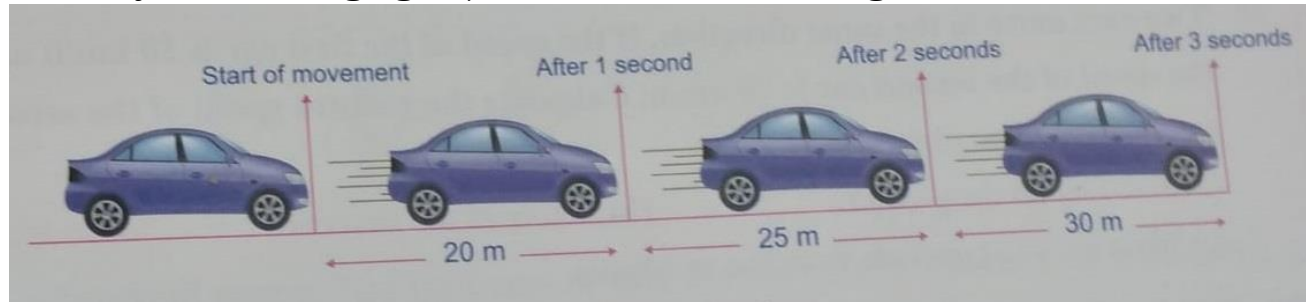 Start of movement
After 1 second
After 2 seconds
After 3 seconds
20 m
25 m
30 m